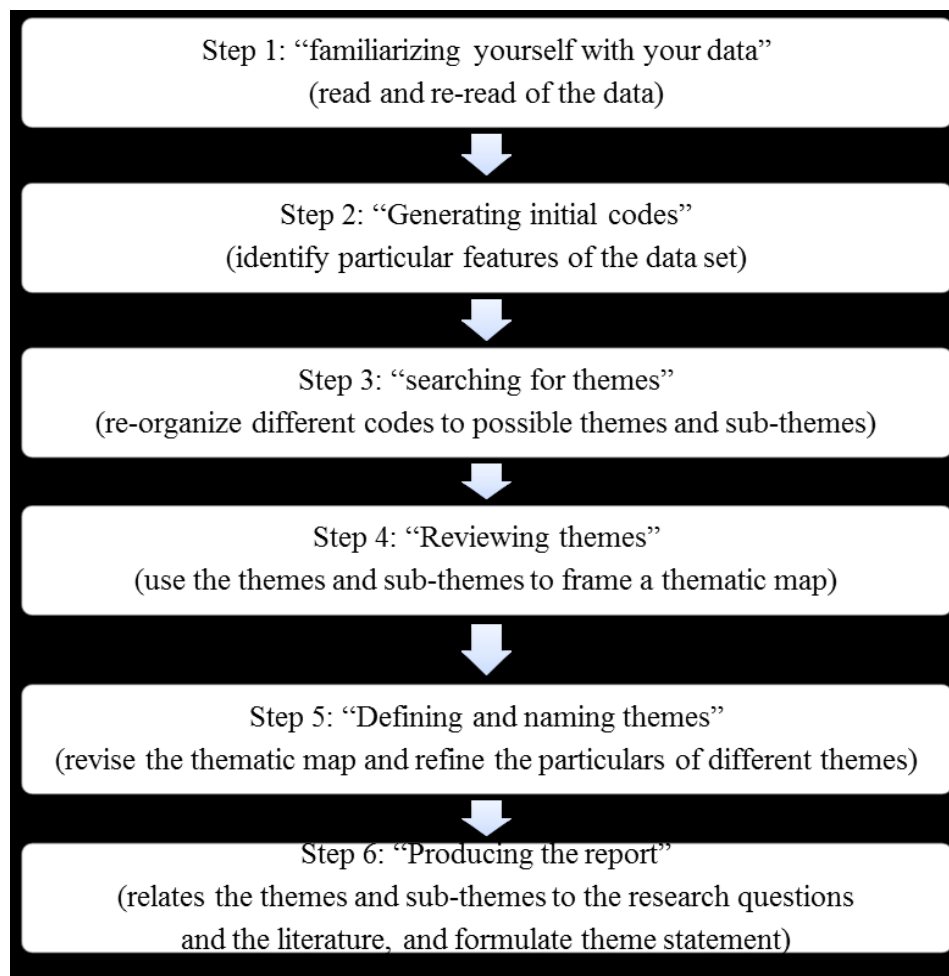 Step 1: “familiarizing yourself with your data”
(read and re-read of the data)
Step 2: “Generating initial codes”
(identify particular features of the data set)
Step 3: “searching for themes”
(re-organize different codes to possible themes and sub-themes)
Step 4: “Reviewing themes”
(use the themes and sub-themes to frame a thematic map)
Step 5: “Defining and naming themes”
(revise the thematic map and refine the particulars of different themes)
Step 6: “Producing the report”
(relates the themes and sub-themes to the research questions
and the literature, and formulate theme statement)